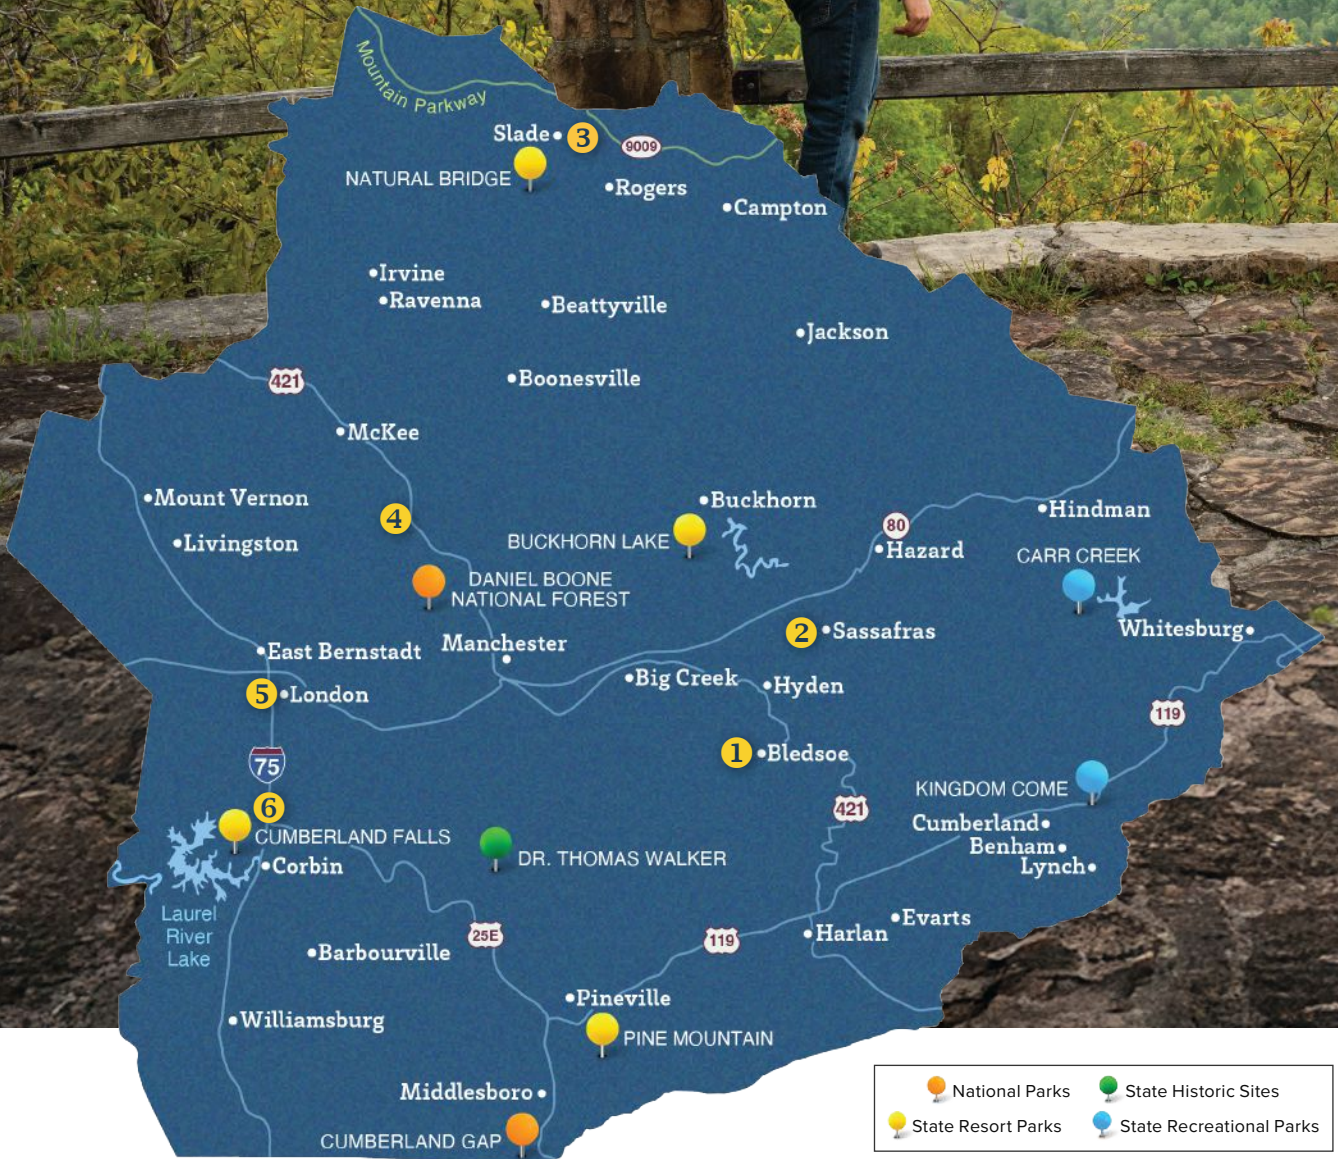 Mountain Parkway
Slade
3
9009
NATURAL BRIDGE
Rogers
Campton
Irvine
Ravenna
Beattyville
Jackson
421
Boonesville
McKee
Mount Vernon
4
Buckhorn
Hindman
Livingston
BUCKHORN LAKE
80
Hazard
CARR CREEK
DANIEL BOONE
NATIONAL FOREST
2
Sassafras
Whitesburg
East Bernstadt
Manchester
Big Creek
Hyden
5
London
119
1
Bledsoe
75
KINGDOM COME
6
421
CUMBERLAND FALLS
Cumberland
Benham
DR. THOMAS WALKER
Corbin
Lynch
Laurel
River
Lake
25E
119
Harlan
Evarts
Barbourville
Pineville
Williamsburg
PINE MOUNTAIN
Middlesboro
CUMBERLAND GAP
National Parks
State Historic Sites
State Resort Parks
State Recreational Parks